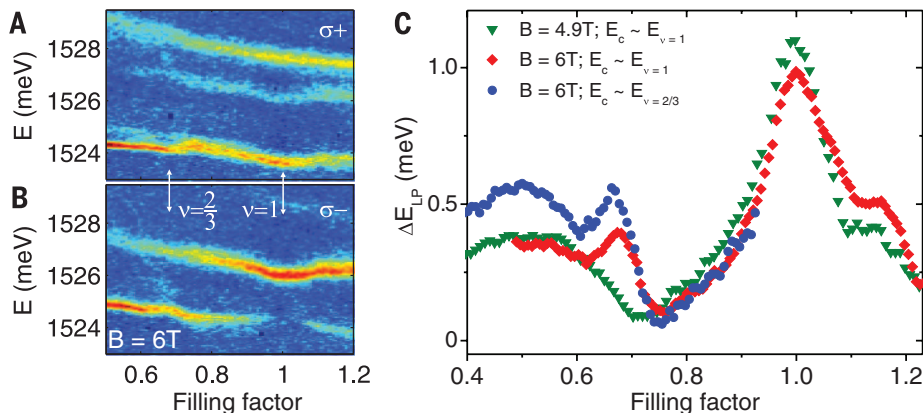 A
σ+
E (meV)
1528
1526
1524
ν=2/3
ν=1
B
σ−
E (meV)
1528
1526
1524
B = 6T
0.6
0.8
1
1.2
Filling factor
C
B = 4.9T; E_c ~ E_ν=1
B = 6T; E_c ~ E_ν=1
B = 6T; E_c ~ E_ν=2/3
ΔE_LP (meV)
1.0
0.5
0
0.4
0.6
0.8
1.0
1.2
Filling factor